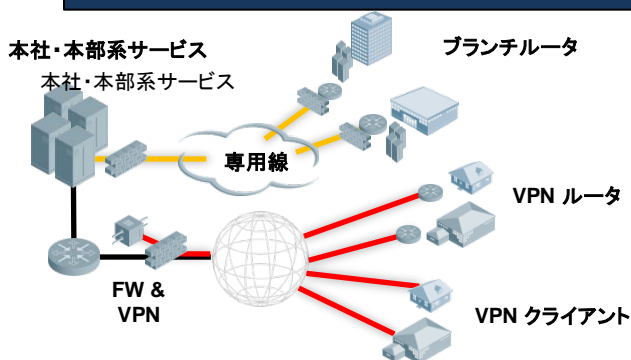 本社・本部系サービス
本社・本部系サービス
ブランチルータ
専用線
VPN ルータ
FW &
VPN
VPN クライアント